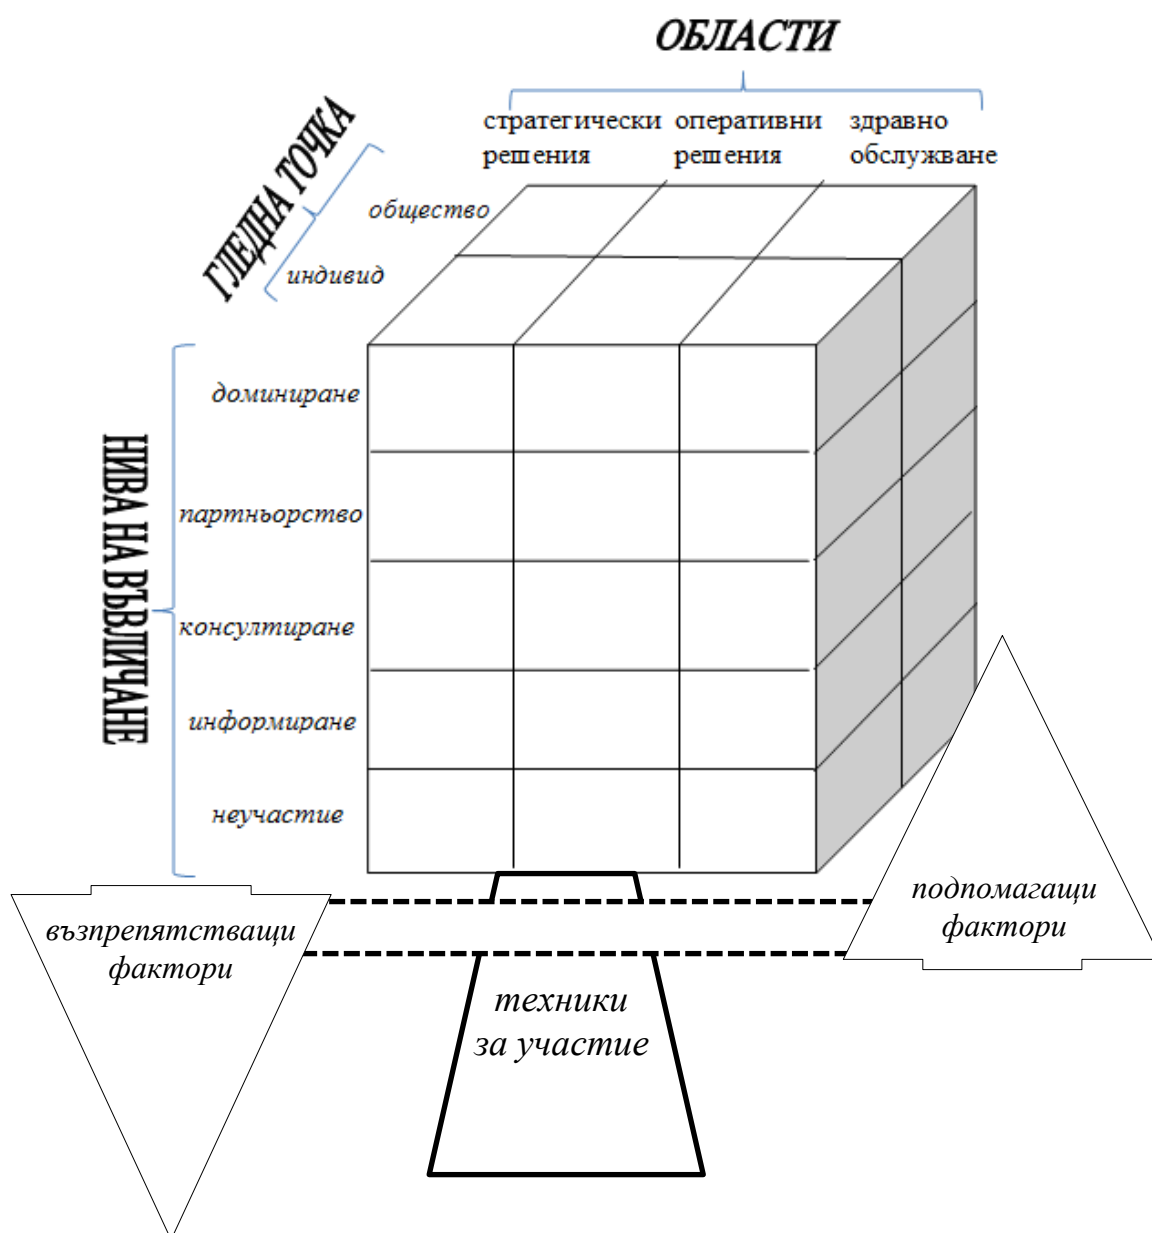 ОБЛАСТИ
стратегически оперативни здравно
решения решения обслужване
ГЛЕДНА ТОЧКА
общество
индивид
НИВА НА ВЪВЛИЧАНЕ
доминиране
партньорство
консултиране
информиране
неучастие
възпрепятстващи
фактори
подпомагащи
фактори
техники
за участие